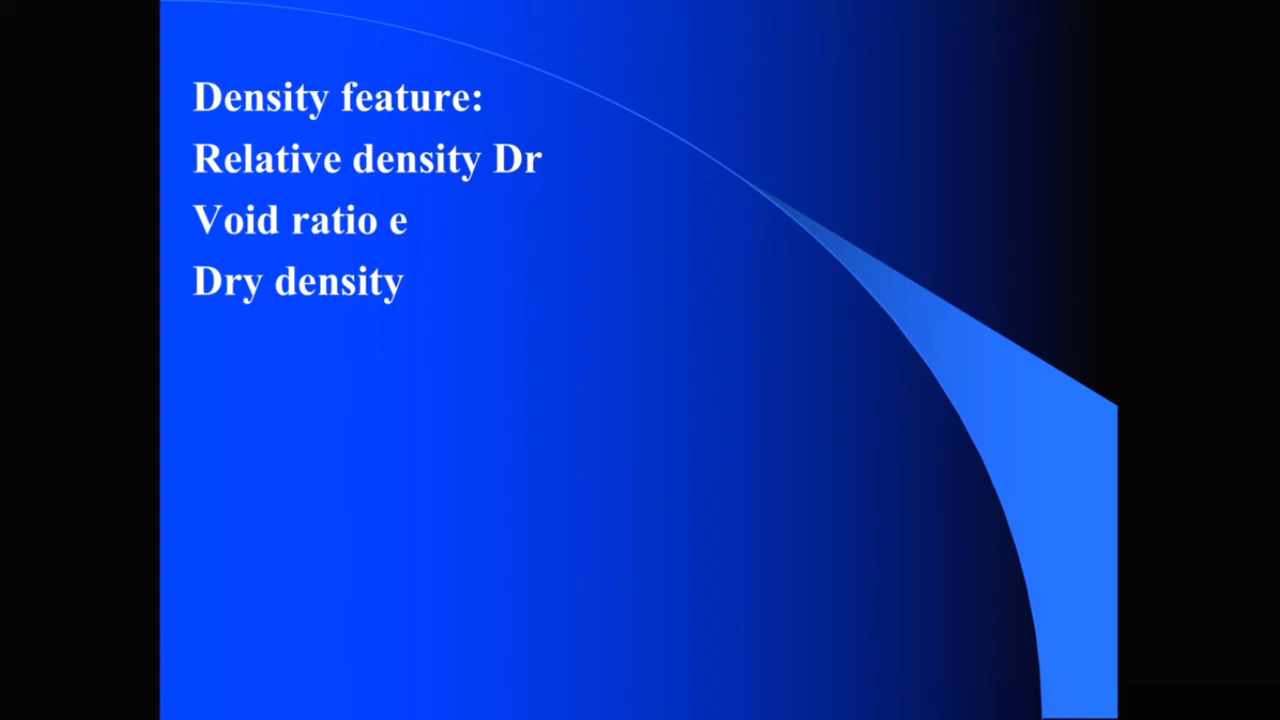 Density feature:
Relative density Dr
Void ratio e
Dry density